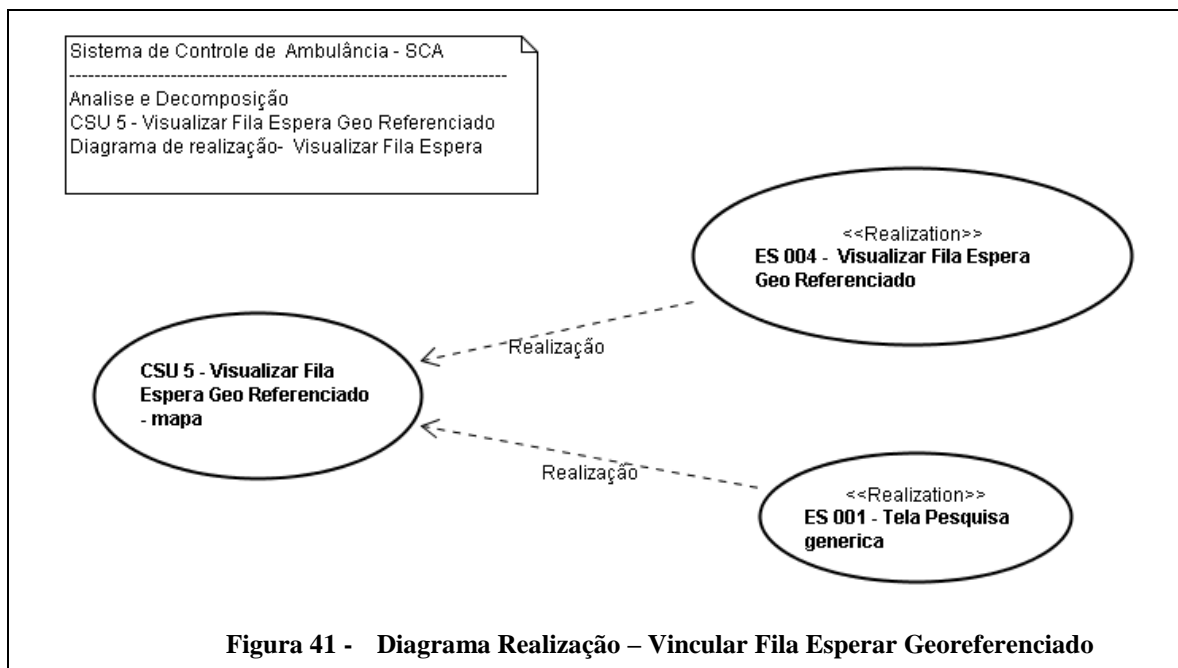 Sistema de Controle de Ambulância - SCA
----------------------------------------------------------------------
Analise e Decomposição
CSU 5 - Visualizar Fila Espera Geo Referenciado
Diagrama de realização- Visualizar Fila Espera
<<Realization>>
ES 004 - Visualizar Fila Espera
Geo Referenciado
Realização
CSU 5 - Visualizar Fila
Espera Geo Referenciado
- mapa
Realização
<<Realization>>
ES 001 - Tela Pesquisa
generica
Figura 41 - Diagrama Realização – Vincular Fila Esperar Georeferenciado